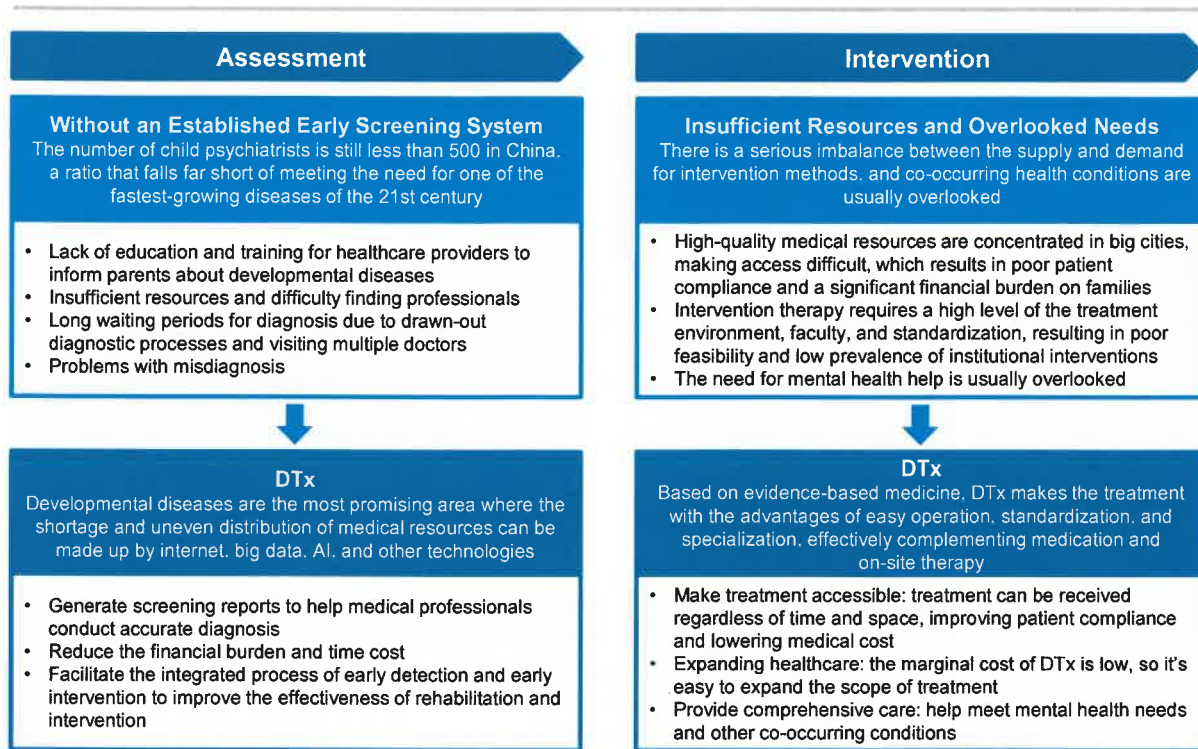 Assessment
Without an Established Early Screening System
The number of child psychiatrists is still less than 500 in China,
a ratio that falls far short of meeting the need for one of the
fastest-growing diseases of the 21st century
• Lack of education and training for healthcare providers to
inform parents about developmental diseases
• Insufficient resources and difficulty finding professionals
• Long waiting periods for diagnosis due to drawn-out
diagnostic processes and visiting multiple doctors
• Problems with misdiagnosis
DTx
Developmental diseases are the most promising area where the
shortage and uneven distribution of medical resources can be
made up by internet, big data, AI, and other technologies
• Generate screening reports to help medical professionals
conduct accurate diagnosis
• Reduce the financial burden and time cost
• Facilitate the integrated process of early detection and early
intervention to improve the effectiveness of rehabilitation and
intervention
Intervention
Insufficient Resources and Overlooked Needs
There is a serious imbalance between the supply and demand
for intervention methods, and co-occurring health conditions are
usually overlooked
• High-quality medical resources are concentrated in big cities,
making access difficult, which results in poor patient
compliance and a significant financial burden on families
• Intervention therapy requires a high level of the treatment
environment, faculty, and standardization, resulting in poor
feasibility and low prevalence of institutional interventions
• The need for mental health help is usually overlooked
DTx
Based on evidence-based medicine, DTx makes the treatment
with the advantages of easy operation, standardization, and
specialization, effectively complementing medication and
on-site therapy
• Make treatment accessible: treatment can be received
regardless of time and space, improving patient compliance
and lowering medical cost
• Expanding healthcare: the marginal cost of DTx is low, so it's
easy to expand the scope of treatment
• Provide comprehensive care: help meet mental health needs
and other co-occurring conditions